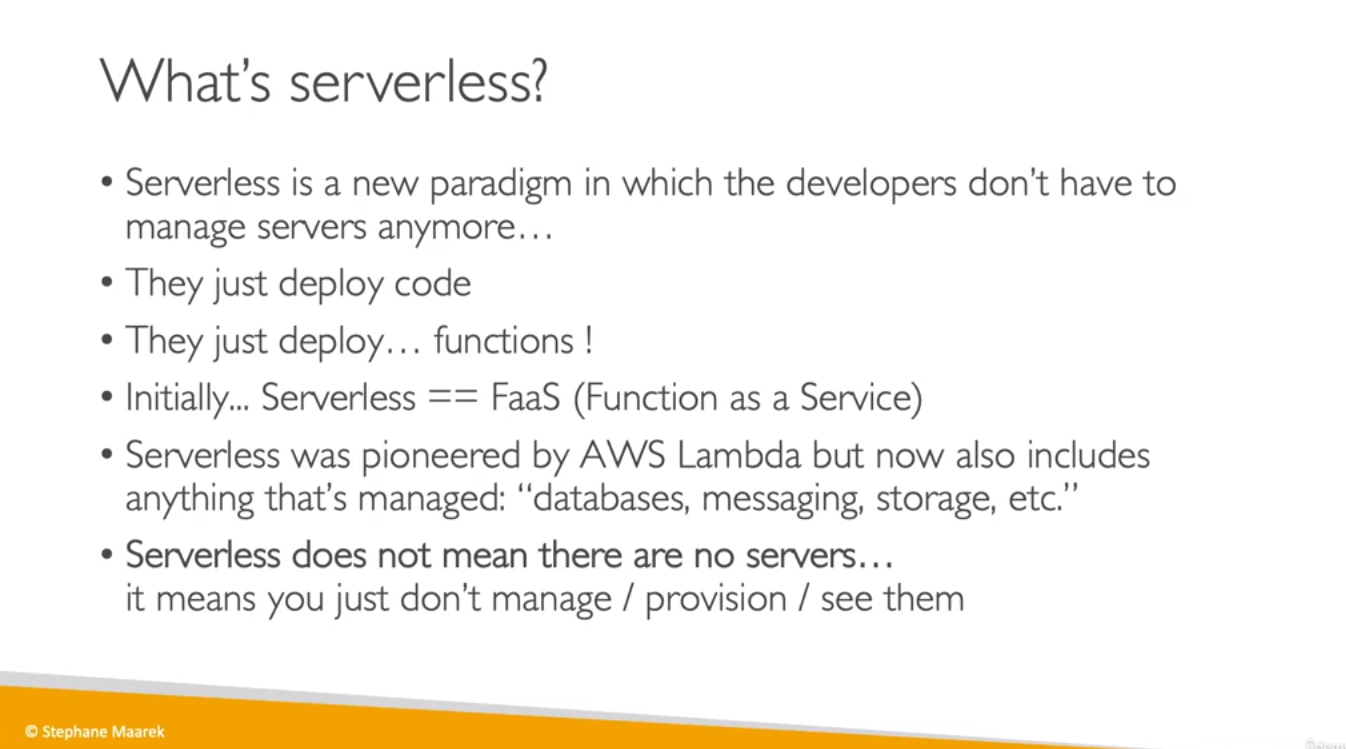 What's serverless?
• Serverless is a new paradigm in which the developers don't have to
manage servers anymore…
• They just deploy code
• They just deploy… functions !
• Initially... Serverless == FaaS (Function as a Service)
• Serverless was pioneered by AWS Lambda but now also includes
anything that's managed: “databases, messaging, storage, etc.”
• Serverless does not mean there are no servers…
it means you just don't manage / provision / see them
© Stephane Maarek